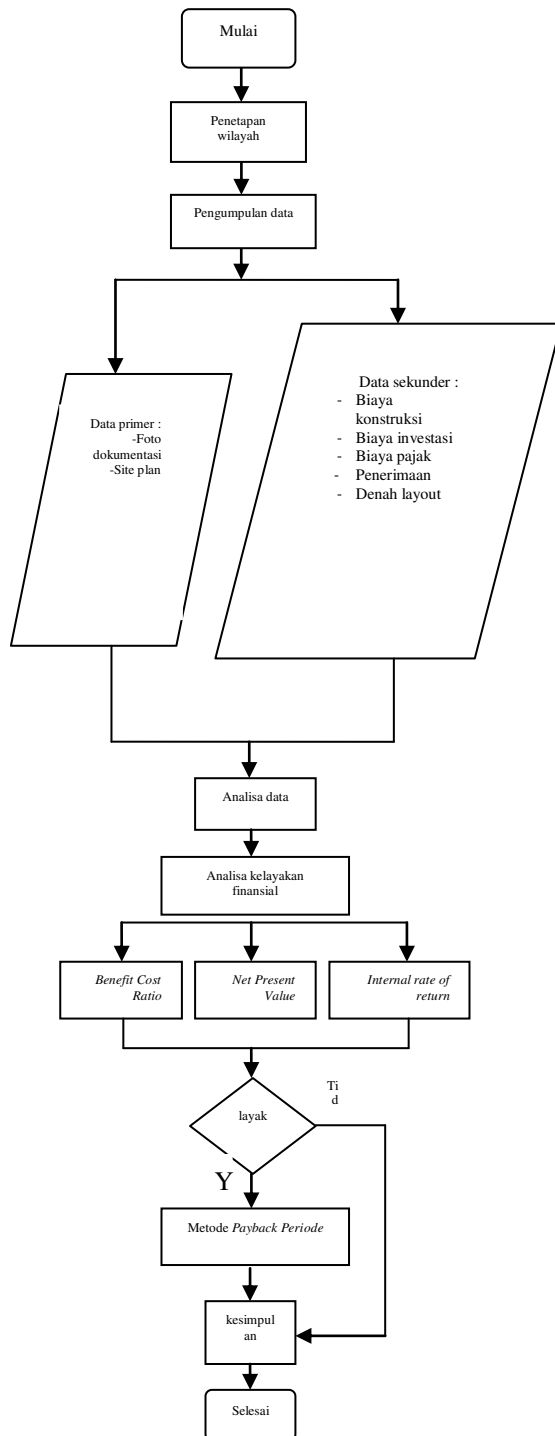 Mulai
Penetapan
wilayah
Pengumpulan data
Data primer :
-Foto
dokumentasi
-Site plan
Data sekunder :
- Biaya
konstruksi
- Biaya investasi
- Biaya pajak
- Penerimaan
- Denah layout
Analisa data
Analisa kelayakan
finansial
Benefit Cost
Ratio
Net Present
Value
Internal rate of
return
layak
Ti
d
Y
Metode Payback Periode
kesimpul
an
Selesai